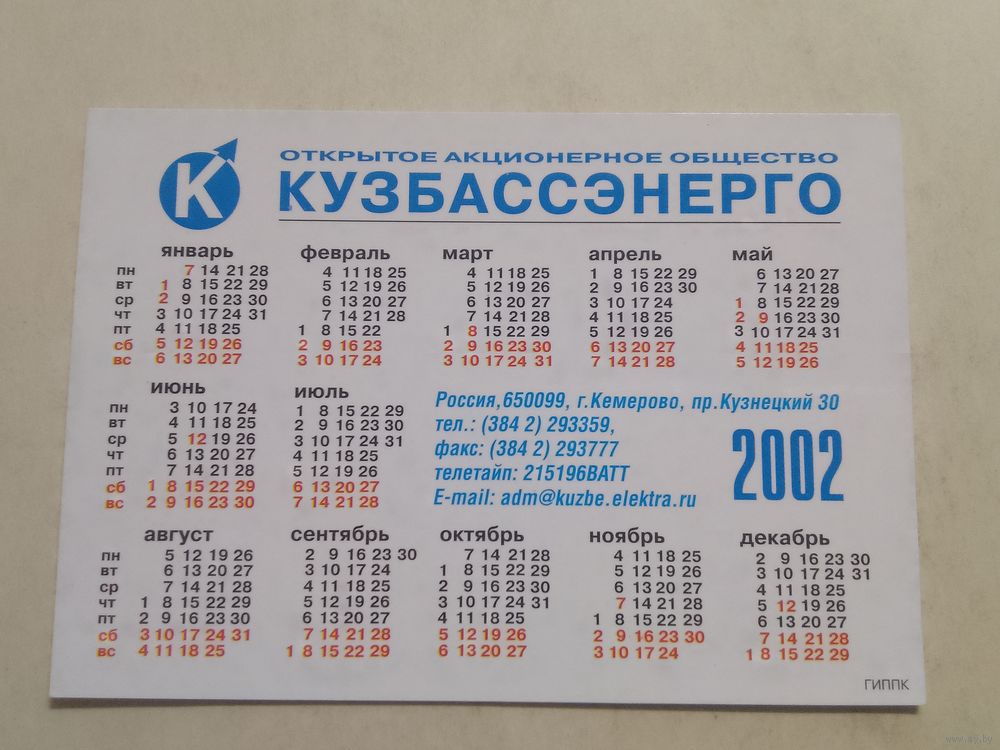 К
ОТКРЫТОЕ АКЦИОНЕРНОЕ ОБЩЕСТВО
КУЗБАССЭНЕРГО
январь февраль март апрель май
пн 7 14 21 28 4 11 18 25 4 11 18 25 1 8 15 22 29 6 13 20 27
вт 1 8 15 22 29 5 12 19 26 5 12 19 26 2 9 16 23 30 7 14 21 28
ср 2 9 16 23 30 6 13 20 27 6 13 20 27 3 10 17 24 1 8 15 22 29
чт 3 10 17 24 31 7 14 21 28 7 14 21 28 4 11 18 25 2 9 16 23 30
пт 4 11 18 25 1 8 15 22 1 8 15 22 29 5 12 19 26 3 10 17 24 31
сб 5 12 19 26 2 9 16 23 2 9 16 23 30 6 13 20 27 4 11 18 25
вс 6 13 20 27 3 10 17 24 3 10 17 24 31 7 14 21 28 5 12 19 26
июнь июль
пн 3 10 17 24 1 8 15 22 29
вт 4 11 18 25 2 9 16 23 30
ср 5 12 19 26 3 10 17 24 31
чт 6 13 20 27 4 11 18 25
пт 7 14 21 28 5 12 19 26
сб 1 8 15 22 29 6 13 20 27
вс 2 9 16 23 30 7 14 21 28
Россия,650099, г.Кемерово, пр.Кузнецкий 30
тел.: (384 2) 293359,
факс: (384 2) 293777
телетайп: 215196ВАТТ
E-mail: adm@kuzbe.elektra.ru
2002
август сентябрь октябрь ноябрь декабрь
пн 5 12 19 26 2 9 16 23 30 7 14 21 28 4 11 18 25 2 9 16 23 30
вт 6 13 20 27 3 10 17 24 1 8 15 22 29 5 12 19 26 3 10 17 24 31
ср 7 14 21 28 4 11 18 25 2 9 16 23 30 6 13 20 27 4 11 18 25
чт 1 8 15 22 29 5 12 19 26 3 10 17 24 31 7 14 21 28 5 12 19 26
пт 2 9 16 23 30 6 13 20 27 4 11 18 25 1 8 15 22 29 6 13 20 27
сб 3 10 17 24 31 7 14 21 28 5 12 19 26 2 9 16 23 30 7 14 21 28
вс 4 11 18 25 1 8 15 22 29 6 13 20 27 3 10 17 24 1 8 15 22 29
ГИППК